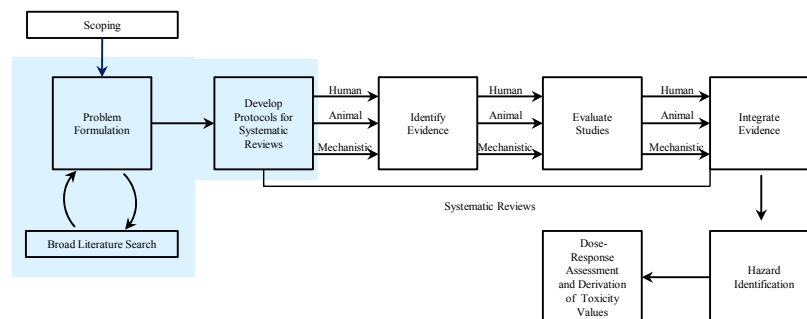 Scoping
Problem
Formulation
Broad Literature Search
Develop
Protocols for
Systematic
Reviews
Human
Animal
Mechanistic
Identify
Evidence
Human
Animal
Mechanistic
Evaluate
Studies
Human
Animal
Mechanistic
Integrate
Evidence
Systematic Reviews
Dose-
Response
Assessment
and Derivation
of Toxicity
Values
Hazard
Identification